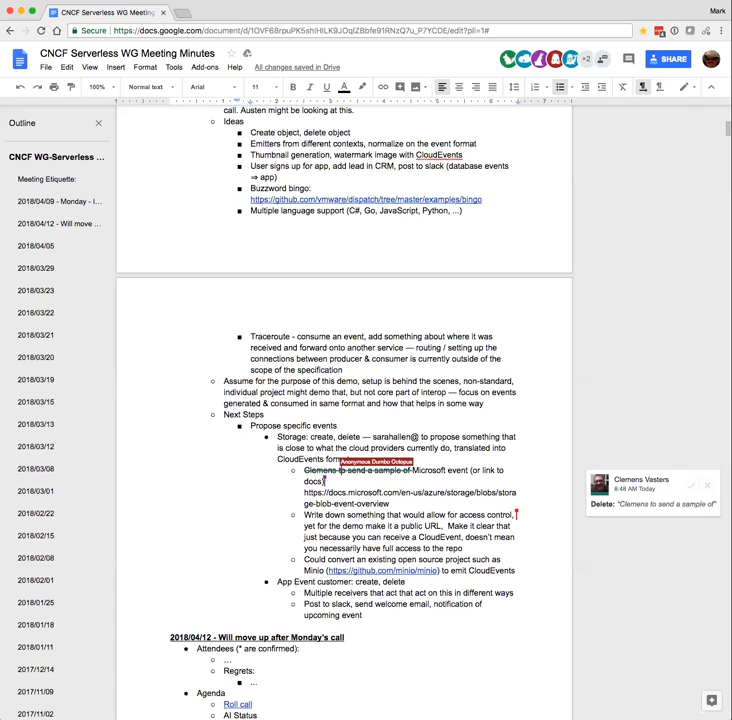 CNCF Serverless WG Meeting
Mark
Secure
https://docs.google.com/document/d/1OVF68rpuPK5shIHILK9JOqlZBbfe91RNzQ7u_P7YCDE/edit?pli=1#
CNCF Serverless WG Meeting Minutes
File Edit View Insert Format Tools Add-ons Help All changes saved in Drive
+2
SHARE
100% Normal text Arial 11
Outline
CNCF WG-Serverless ...
Meeting Etiquette:
2018/04/09 - Monday - I...
2018/04/12 - Will move ...
2018/04/05
2018/03/29
2018/03/23
2018/03/22
2018/03/21
2018/03/20
2018/03/19
2018/03/15
2018/03/13
2018/03/12
2018/03/08
2018/03/01
2018/02/22
2018/02/15
2018/02/08
2018/02/01
2018/01/25
2018/01/18
2018/01/11
2017/12/14
2017/11/09
2017/11/02
call. Austen might be looking at this.
Ideas
Create object, delete object
Emitters from different contexts, normalize on the event format
Thumbnail generation, watermark image with CloudEvents
User signs up for app, add lead in CRM, post to slack (database events
⇒ app)
Buzzword bingo:
https://github.com/vmware/dispatch/tree/master/examples/bingo
Multiple language support (C#, Go, JavaScript, Python, ...)
Traceroute - consume an event, add something about where it was
received and forward onto another service — routing / setting up the
connections between producer & consumer is currently outside of the
scope of the specification
Assume for the purpose of this demo, setup is behind the scenes, non-standard,
individual project might demo that, but not core part of interop — focus on events
generated & consumed in same format and how that helps in some way
Next Steps
Propose specific events
Storage: create, delete — sarahallen@ to propose something that
is close to what the cloud providers currently do, translated into
CloudEvents
Anonymous Dumbo Octopus
Clemens to send a sample of Microsoft event (or link to
docs)
https://docs.microsoft.com/en-us/azure/storage/blobs/stora
ge-blob-event-overview
Write down something that would allow for access control,
yet for the demo make it a public URL, Make it clear that
just because you can receive a CloudEvent, doesn't mean
you necessarily have full access to the repo
Could convert an existing open source project such as
Minio (https://github.com/minio/minio) to emit CloudEvents
App Event customer: create, delete
Multiple receivers that act that act on this in different ways
Post to slack, send welcome email, notification of
upcoming event
2018/04/12 - Will move up after Monday's call
Attendees (* are confirmed):
...
Regrets:
...
Agenda
Roll call
AI Status
Clemens Vasters
8:48 AM Today
Delete: "Clemens to send a sample of"